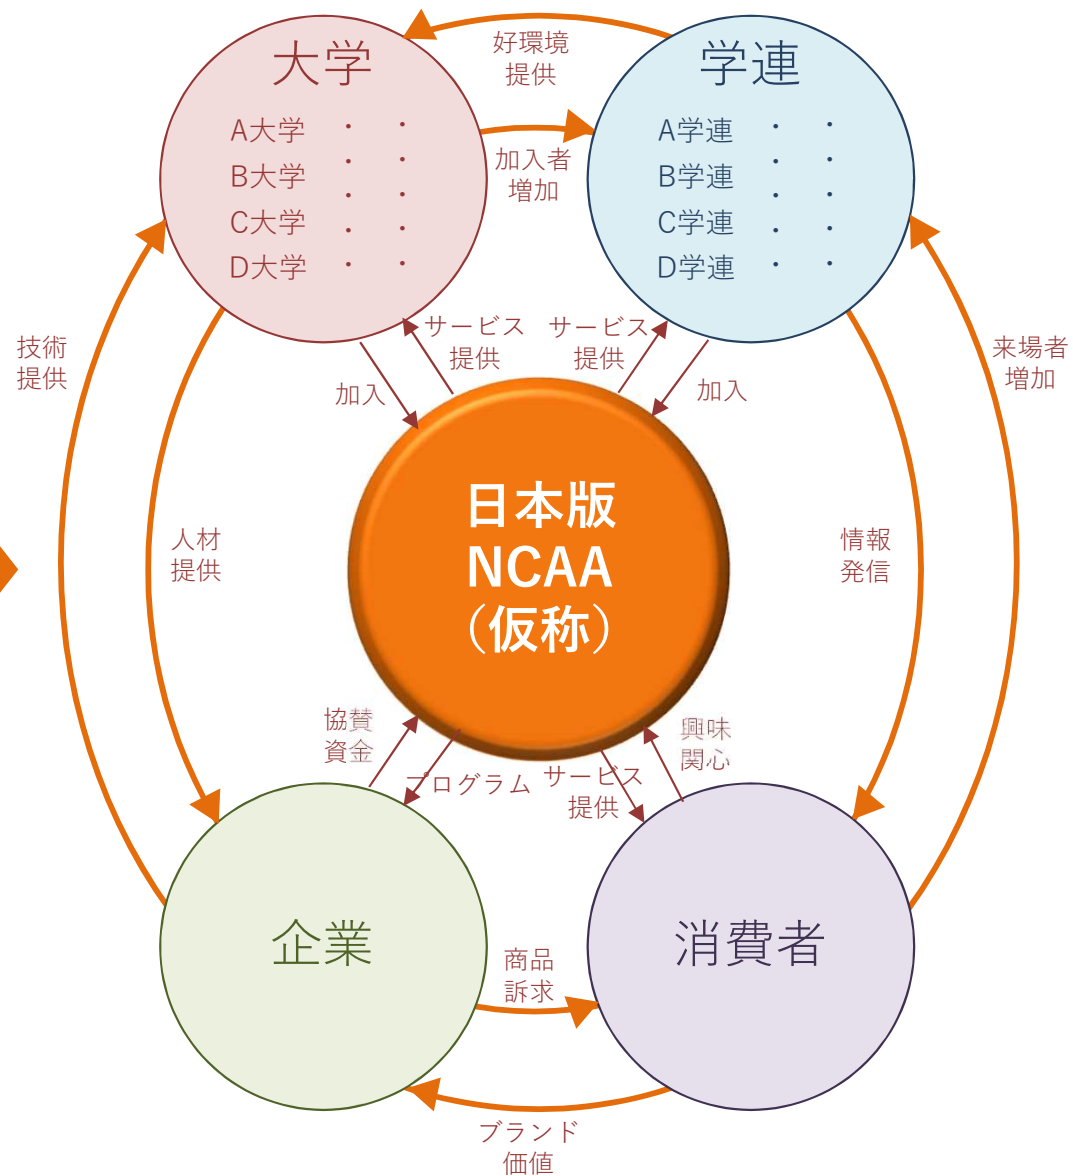 大学
A大学 ・ ・
B大学 ・ ・
C大学 ・ ・
D大学 ・ ・
・ ・
好環境
提供
加入者
増加
学連
A学連 ・ ・
B学連 ・ ・
C学連 ・ ・
D学連 ・ ・
・ ・
技術
提供
サービス
提供
加入
サービス
提供
加入
来場者
増加
人材
提供
日本版
NCAA
（仮称）
情報
発信
協賛
資金
プログラム
サービス
提供
興味
関心
企業
商品
訴求
消費者
ブランド
価値